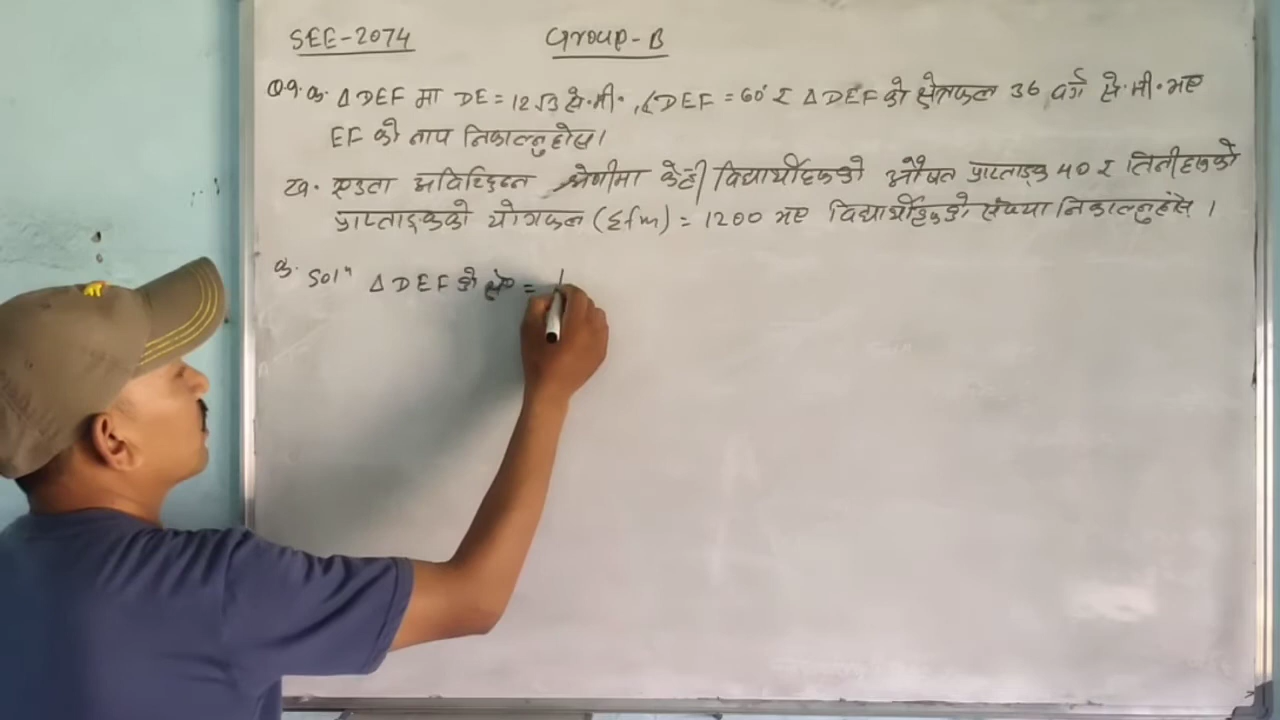 SEE-2074 Group-B
Q9. क. ΔDEF मा DE = 12√3 से.मी., ∠DEF = 60° र ΔDEF को क्षेत्रफल 36 वर्ग से.मी. भए
EF को नाप निकाल्नुहोस् ।
ख. एउटा अविच्छिन्न श्रेणीमा केही विद्यार्थीहरुको औषत प्राप्ताङ्क 40 र तिनीहरुको
प्राप्ताङ्कको योगफल (Σfm) = 1200 भए विद्यार्थीहरुको संख्या निकाल्नुहोस् ।
क. Solⁿ ΔDEF को क्षे० =